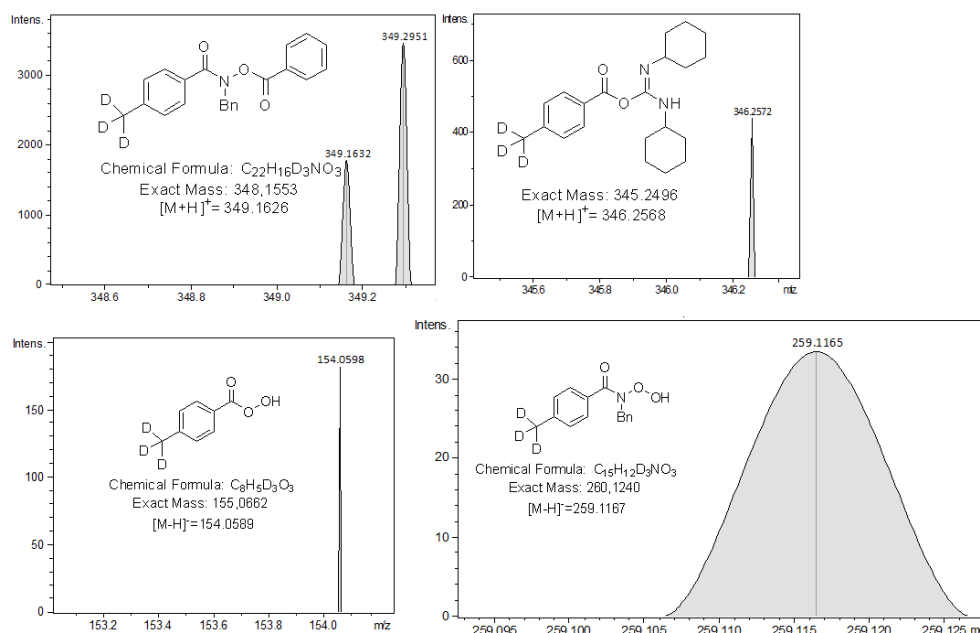 Intens.
349.2951
3000
2000
1000
0
349.1632
O
N
O
O
Bn
D
D
D
Chemical Formula: C22H16D3NO3
Exact Mass: 348,1553
[M+H]+= 349.1626
348.6
348.8
349.0
349.2
Intens.
600
400
200
0
346.2572
O
O
N
NH
D
D
D
Exact Mass: 345.2496
[M+H]+= 346.2568
345.6
345.8
346.0
346.2
m/z
Intens.
150
100
50
0
154.0598
O
O
OH
D
D
D
Chemical Formula: C8H5D3O3
Exact Mass: 155,0662
[M-H]-=154.0589
153.2
153.4
153.6
153.8
154.0
m/z
Intens.
30
20
10
0
259.1165
O
N
O
OH
Bn
D
D
D
Chemical Formula: C15H12D3NO3
Exact Mass: 260,1240
[M-H]-=259.1167
259.095
259.100
259.105
259.110
259.115
259.120
259.125